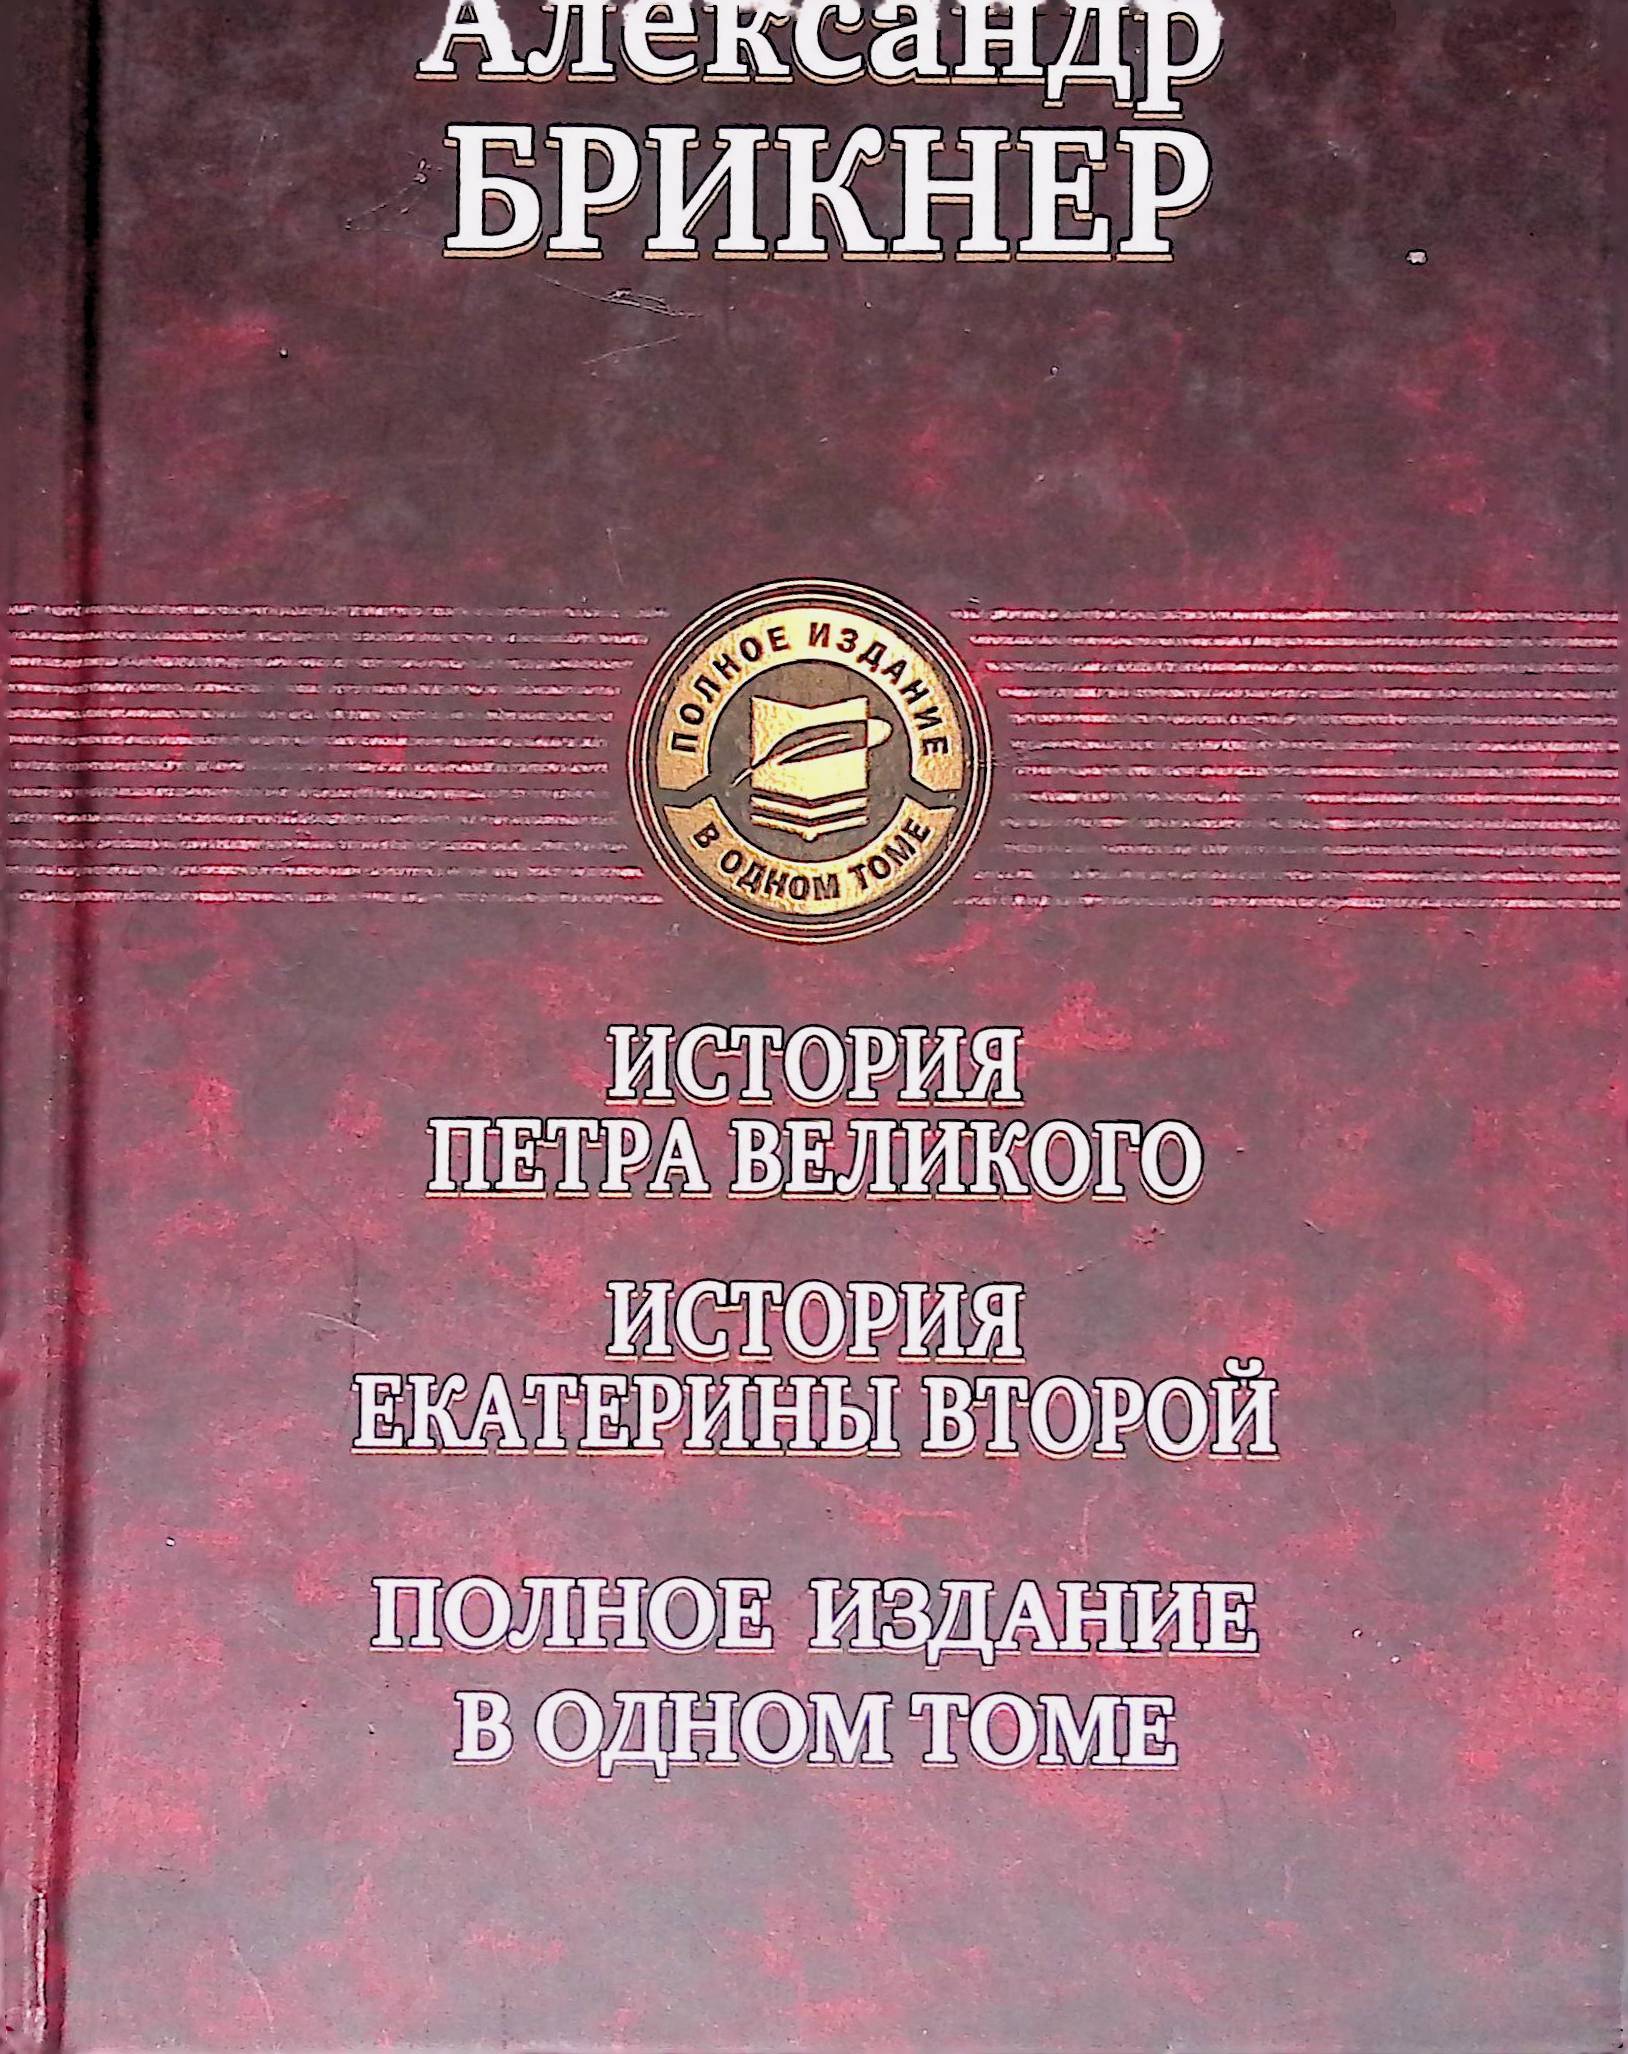 Александр
БРИКНЕР
ПОЛНОЕ ИЗДАНИЕ
В ОДНОМ ТОМЕ
ИСТОРИЯ
ПЕТРА ВЕЛИКОГО
ИСТОРИЯ
ЕКАТЕРИНЫ ВТОРОЙ
ПОЛНОЕ ИЗДАНИЕ
В ОДНОМ ТОМЕ